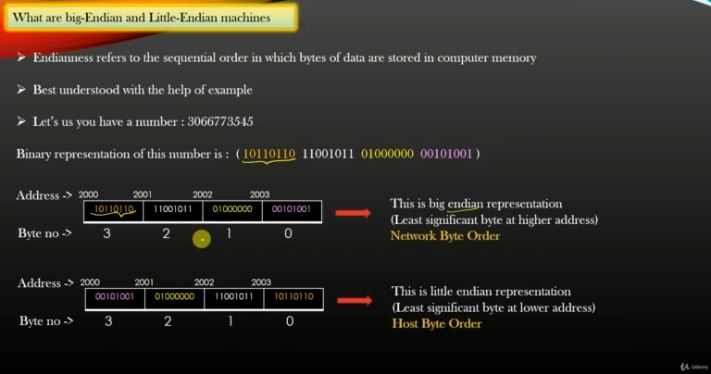 What are big-Endian and Little-Endian machines
➢ Endianness refers to the sequential order in which bytes of data are stored in computer memory
➢ Best understood with the help of example
➢ Let's us you have a number : 3066773545
Binary representation of this number is : ( 10110110 11001011 01000000 00101001 )
Address -> 2000 2001 2002 2003
10110110 11001011 01000000 00101001
Byte no -> 3 2 1 0
This is big endian representation
(Least significant byte at higher address)
Network Byte Order
Address -> 2000 2001 2002 2003
00101001 01000000 11001011 10110110
Byte no -> 3 2 1 0
This is little endian representation
(Least significant byte at lower address)
Host Byte Order
Udemy